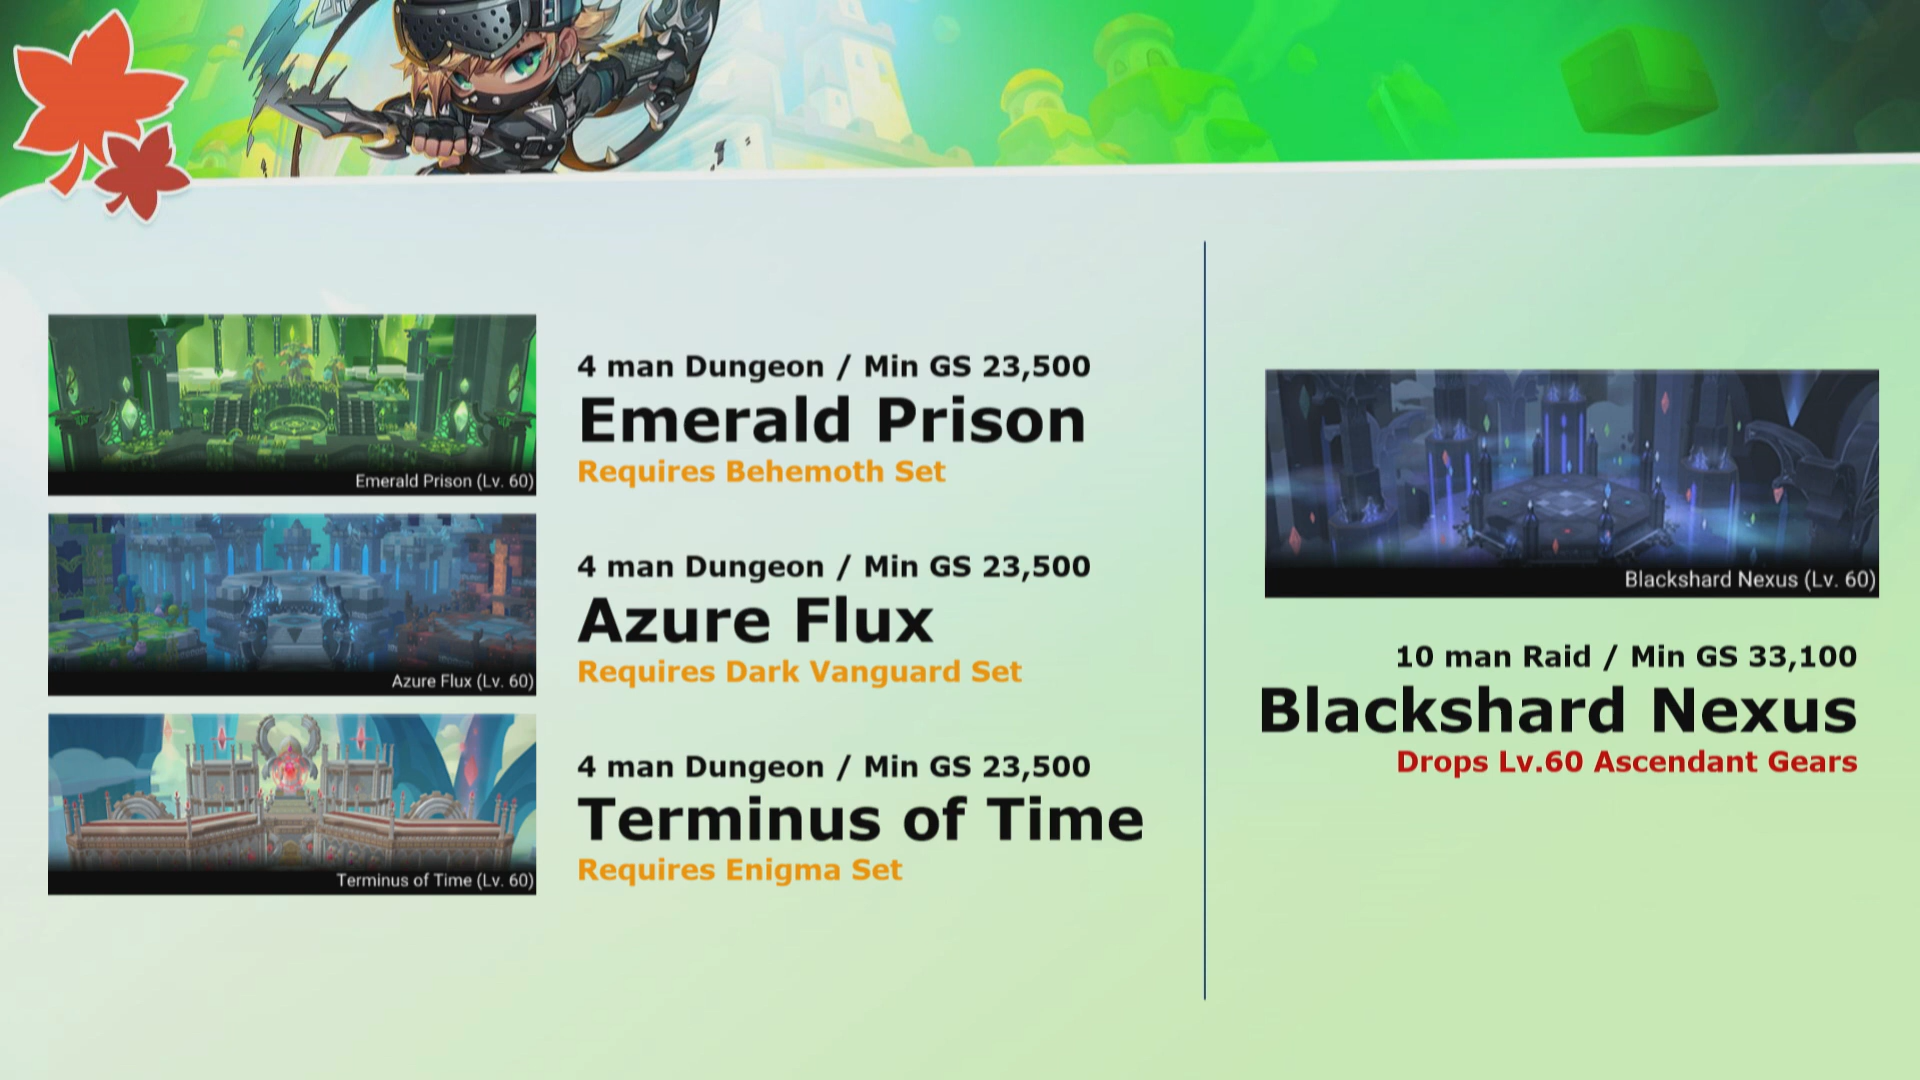 4 man Dungeon / Min GS 23,500
Emerald Prison
Requires Behemoth Set
Emerald Prison (Lv. 60)
4 man Dungeon / Min GS 23,500
Azure Flux
Requires Dark Vanguard Set
Azure Flux (Lv. 60)
4 man Dungeon / Min GS 23,500
Terminus of Time
Requires Enigma Set
Terminus of Time (Lv. 60)
Blackshard Nexus (Lv. 60)
10 man Raid / Min GS 33,100
Blackshard Nexus
Drops Lv.60 Ascendant Gears